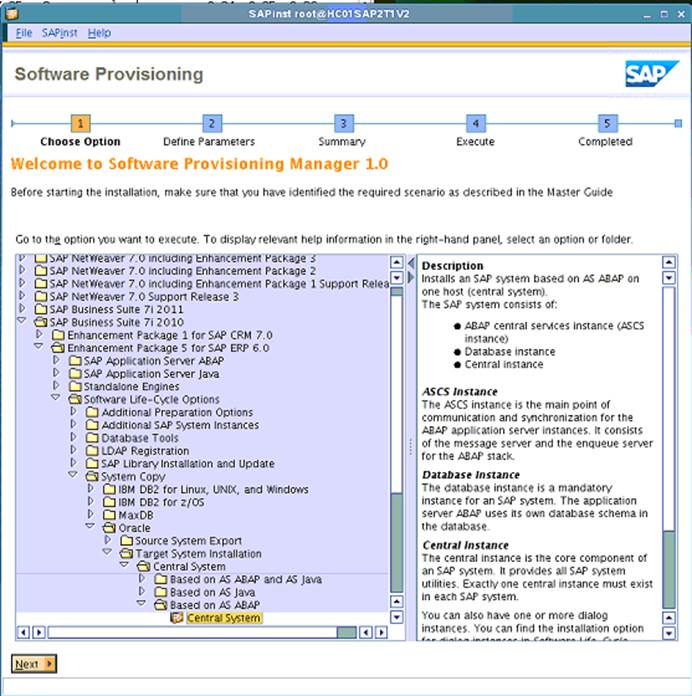 SAPinst root@HC01SAP2T1V2
File SAPinst Help
Software Provisioning
SAP
1 2 3 4 5
Choose Option Define Parameters Summary Execute Completed
Welcome to Software Provisioning Manager 1.0
Before starting the installation, make sure that you have identified the required scenario as described in the Master Guide
Go to the option you want to execute. To display relevant help information in the right-hand panel, select an option or folder.
SAP NetWeaver 7.0 including Enhancement Package 3
SAP NetWeaver 7.0 including Enhancement Package 2
SAP NetWeaver 7.0 including Enhancement Package 1 Support Relea
SAP NetWeaver 7.0 Support Release 3
SAP Business Suite 7i 2011
SAP Business Suite 7i 2010
Enhancement Package 1 for SAP CRM 7.0
Enhancement Package 5 for SAP ERP 6.0
SAP Application Server ABAP
SAP Application Server Java
Standalone Engines
Software Life-Cycle Options
Additional Preparation Options
Additional SAP System Instances
Database Tools
LDAP Registration
SAP Library Installation and Update
System Copy
IBM DB2 for Linux, UNIX, and Windows
IBM DB2 for z/OS
MaxDB
Oracle
Source System Export
Target System Installation
Central System
Based on AS ABAP and AS Java
Based on AS Java
Based on AS ABAP
Central System
Description
Installs an SAP system based on AS ABAP on
one host (central system).
The SAP system consists of:
● ABAP central services instance (ASCS
instance)
● Database instance
● Central instance
ASCS Instance
The ASCS instance is the main point of
communication and synchronization for the
ABAP application server instances. It consists
of the message server and the enqueue server
for the ABAP stack.
Database Instance
The database instance is a mandatory
instance for an SAP system. The application
server ABAP uses its own database schema in
the database.
Central Instance
The central instance is the core component of
an SAP system. It provides all SAP system
utilities. Exactly one central instance must exist
in each SAP system.
You can also have one or more dialog
instances. You can find the installation option
for dialog instances in Software Life-Cycle
Next